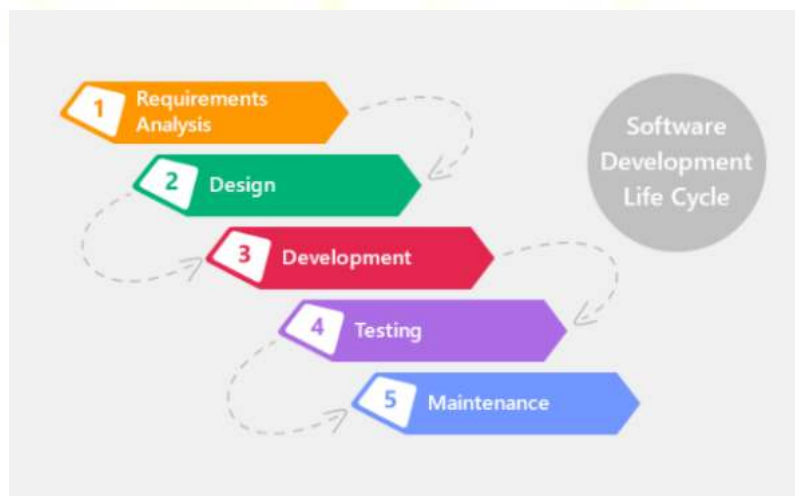 1
Requirements
Analysis
2
Design
3
Development
4
Testing
5
Maintenance
Software
Development
Life Cycle